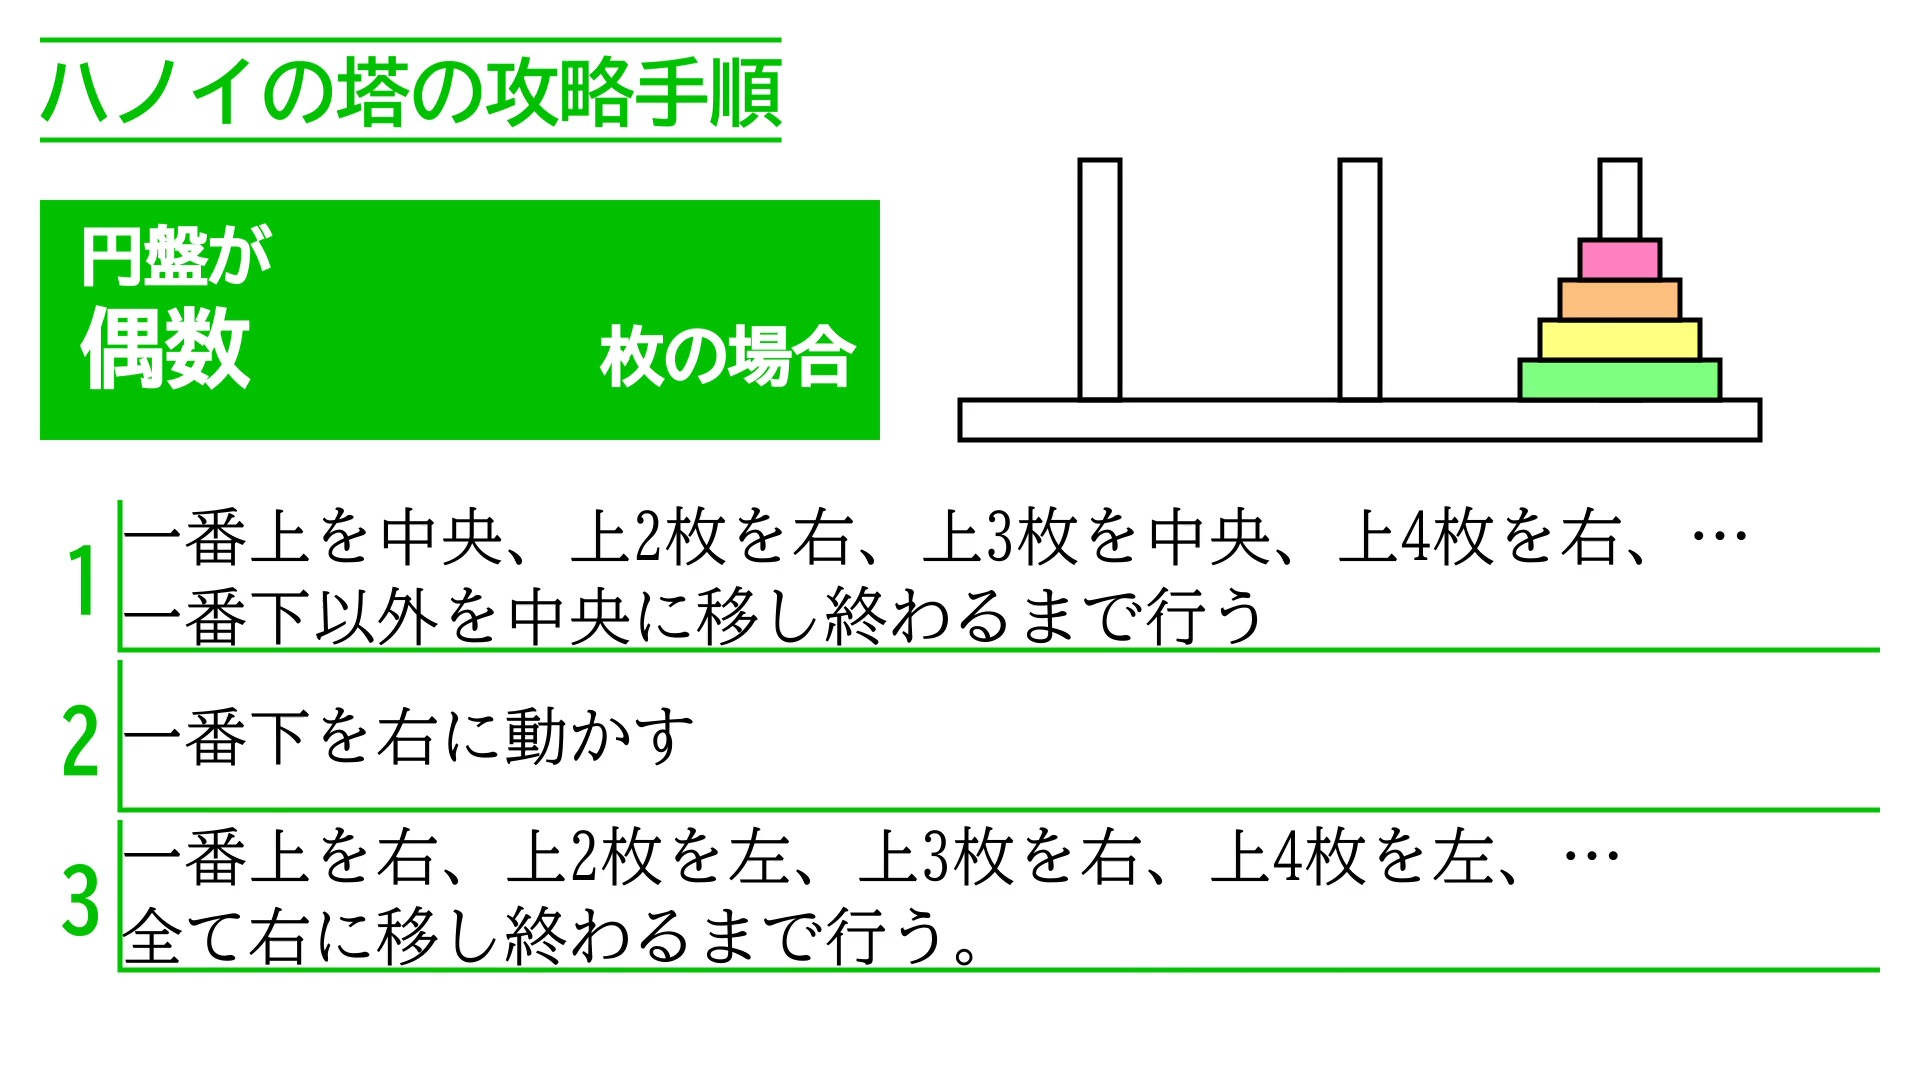 ハノイの塔の攻略手順
円盤が
偶数 枚の場合
1
一番上を中央、上2枚を右、上3枚を中央、上4枚を右、…
一番下以外を中央に移し終わるまで行う
2
一番下を右に動かす
3
一番上を右、上2枚を左、上3枚を右、上4枚を左、…
全て右に移し終わるまで行う。